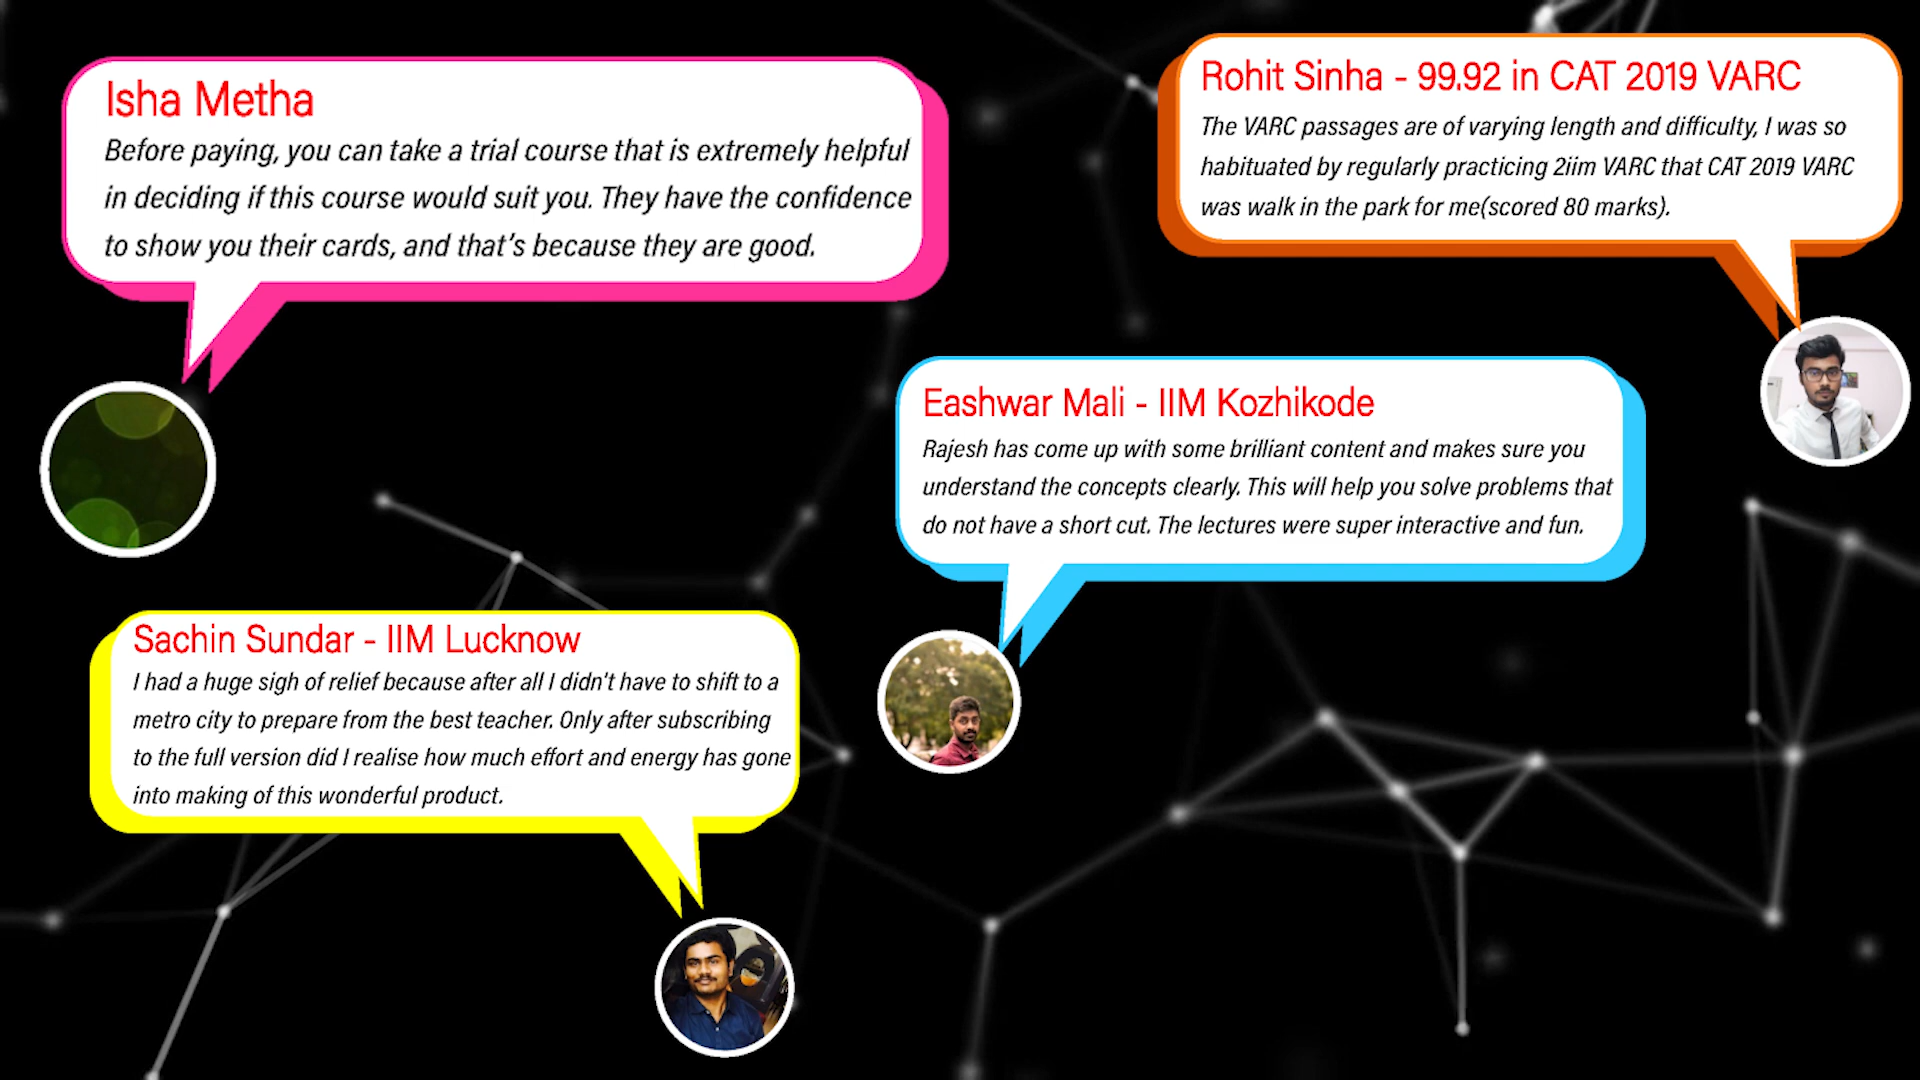 Isha Metha
Before paying, you can take a trial course that is extremely helpful
in deciding if this course would suit you. They have the confidence
to show you their cards, and that's because they are good.
Rohit Sinha - 99.92 in CAT 2019 VARC
The VARC passages are of varying length and difficulty, I was so
habituated by regularly practicing 2iim VARC that CAT 2019 VARC
was walk in the park for me(scored 80 marks).
Eashwar Mali - IIM Kozhikode
Rajesh has come up with some brilliant content and makes sure you
understand the concepts clearly. This will help you solve problems that
do not have a short cut. The lectures were super interactive and fun.
Sachin Sundar - IIM Lucknow
I had a huge sigh of relief because after all I didn't have to shift to a
metro city to prepare from the best teacher. Only after subscribing
to the full version did I realise how much effort and energy has gone
into making of this wonderful product.